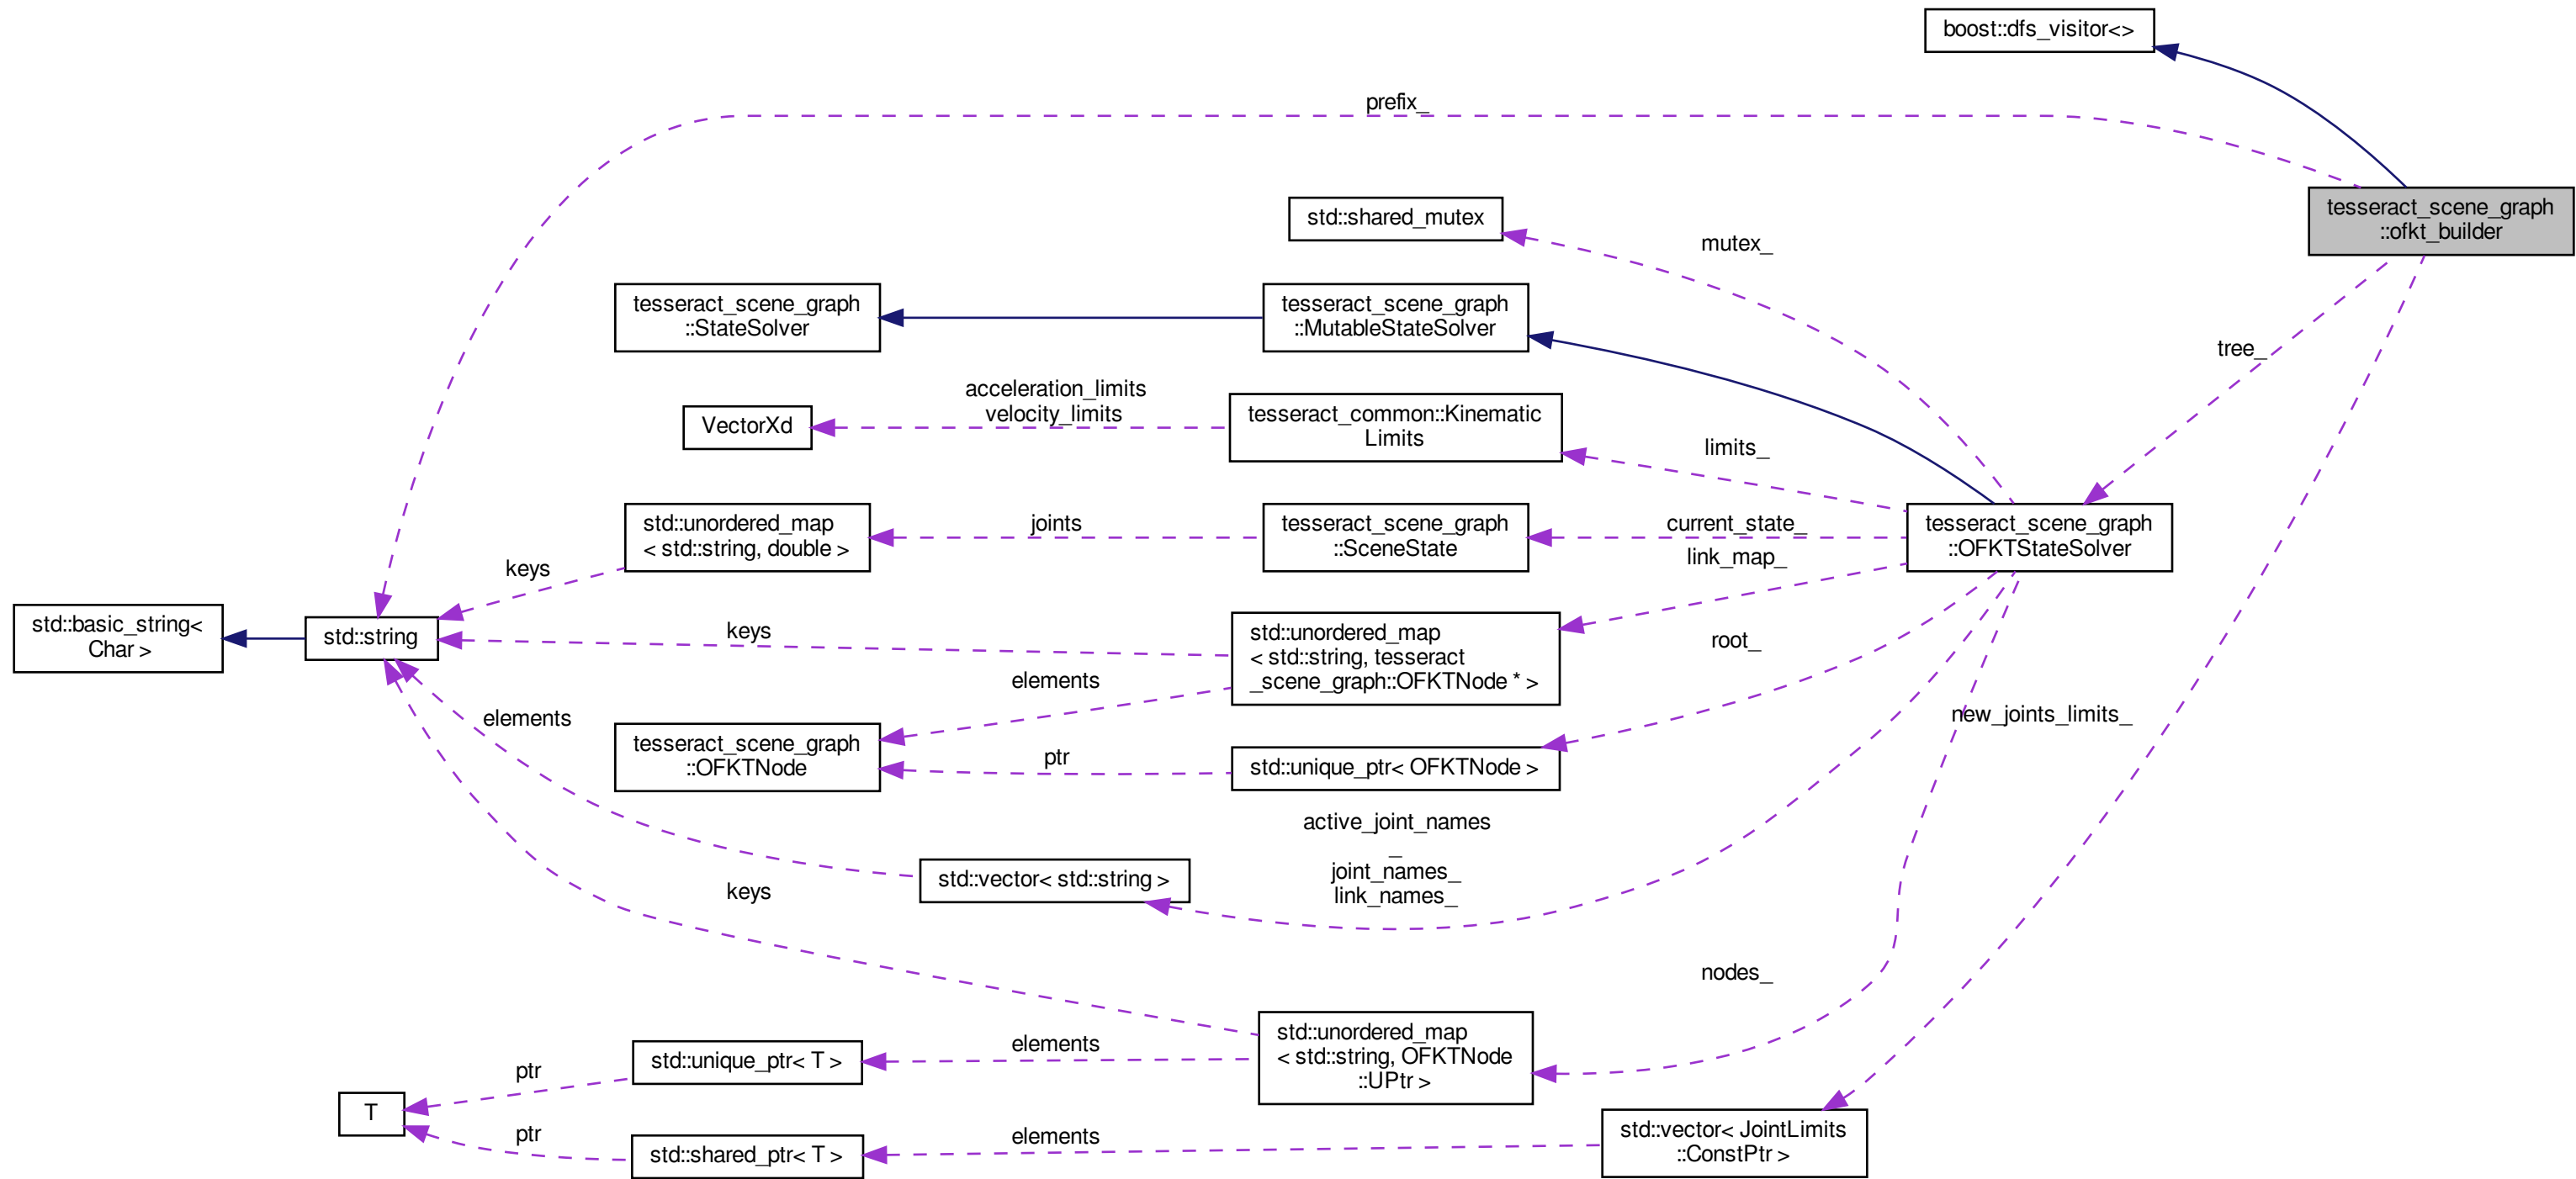 boost::dfs_visitor<>
prefix_
tesseract_scene_graph
::ofkt_builder
std::shared_mutex
mutex_
tesseract_scene_graph
::StateSolver
tesseract_scene_graph
::MutableStateSolver
tree_
acceleration_limits
velocity_limits
VectorXd
tesseract_common::Kinematic
Limits
limits_
std::unordered_map
< std::string, double >
joints
tesseract_scene_graph
::SceneState
current_state_
link_map_
tesseract_scene_graph
::OFKTStateSolver
keys
std::basic_string<
Char >
std::string
keys
std::unordered_map
< std::string, tesseract
_scene_graph::OFKTNode * >
root_
elements
elements
tesseract_scene_graph
::OFKTNode
ptr
std::unique_ptr< OFKTNode >
new_joints_limits_
active_joint_names
_
joint_names_
link_names_
std::vector< std::string >
keys
nodes_
std::unordered_map
< std::string, OFKTNode
::UPtr >
elements
std::unique_ptr< T >
ptr
T
ptr
std::shared_ptr< T >
elements
std::vector< JointLimits
::ConstPtr >